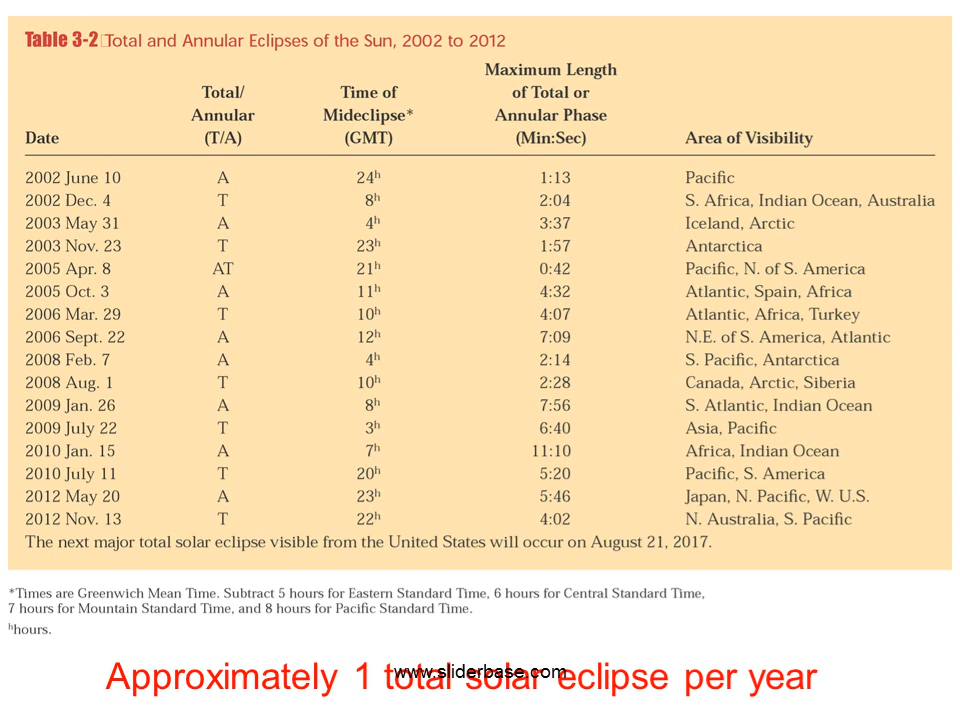 Table 3-2 Total and Annular Eclipses of the Sun, 2002 to 2012
Maximum Length
Total/ Time of of Total or
Annular Mideclipse* Annular Phase
Date (T/A) (GMT) (Min:Sec) Area of Visibility
2002 June 10 A 24ʰ 1:13 Pacific
2002 Dec. 4 T 8ʰ 2:04 S. Africa, Indian Ocean, Australia
2003 May 31 A 4ʰ 3:37 Iceland, Arctic
2003 Nov. 23 T 23ʰ 1:57 Antarctica
2005 Apr. 8 AT 21ʰ 0:42 Pacific, N. of S. America
2005 Oct. 3 A 11ʰ 4:32 Atlantic, Spain, Africa
2006 Mar. 29 T 10ʰ 4:07 Atlantic, Africa, Turkey
2006 Sept. 22 A 12ʰ 7:09 N.E. of S. America, Atlantic
2008 Feb. 7 A 4ʰ 2:14 S. Pacific, Antarctica
2008 Aug. 1 T 10ʰ 2:28 Canada, Arctic, Siberia
2009 Jan. 26 A 8ʰ 7:56 S. Atlantic, Indian Ocean
2009 July 22 T 3ʰ 6:40 Asia, Pacific
2010 Jan. 15 A 7ʰ 11:10 Africa, Indian Ocean
2010 July 11 T 20ʰ 5:20 Pacific, S. America
2012 May 20 A 23ʰ 5:46 Japan, N. Pacific, W. U.S.
2012 Nov. 13 T 22ʰ 4:02 N. Australia, S. Pacific
The next major total solar eclipse visible from the United States will occur on August 21, 2017.
*Times are Greenwich Mean Time. Subtract 5 hours for Eastern Standard Time, 6 hours for Central Standard Time,
7 hours for Mountain Standard Time, and 8 hours for Pacific Standard Time.
ʰhours.
Approximately 1 total solar eclipse per year
www.sliderbase.com